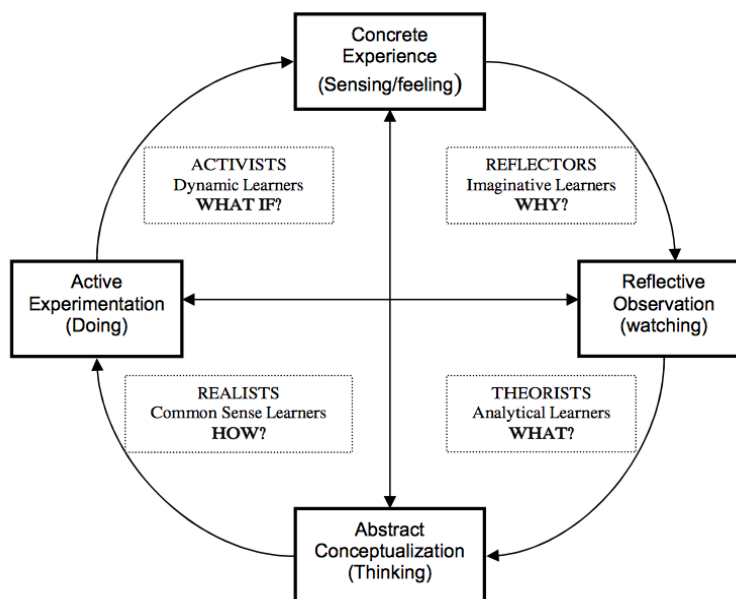 Concrete
Experience
(Sensing/feeling)
ACTIVISTS
Dynamic Learners
WHAT IF?
REFLECTORS
Imaginative Learners
WHY?
Active
Experimentation
(Doing)
Reflective
Observation
(watching)
REALISTS
Common Sense Learners
HOW?
THEORISTS
Analytical Learners
WHAT?
Abstract
Conceptualization
(Thinking)